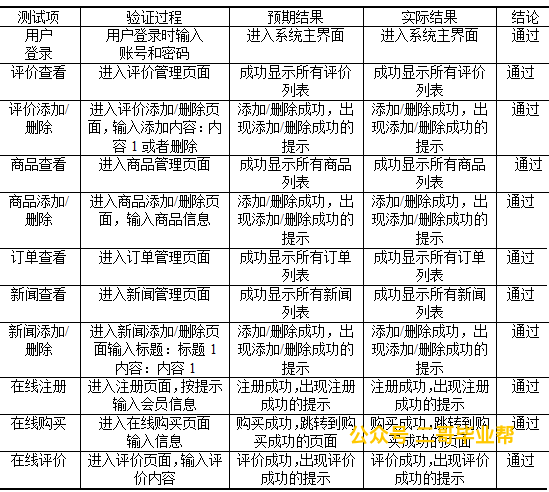 测试项 验证过程 预期结果 实际结果 结论
用户 用户登录时输入 进入系统主界面 进入系统主界面 通过
登录 账号和密码
评价查看 进入评价管理页面 成功显示所有评价 成功显示所有评价 通过
列表 列表
评价添加/ 进入评价添加/删除页 添加/删除成功，出 添加/删除成功，出 通过
删除 面，输入添加内容：内 现添加/删除成功的 现添加/删除成功的
容 1 或者删除 提示 提示
商品查看 进入商品管理页面 成功显示所有商品 成功显示所有商品 通过
列表 列表
商品添加/ 进入商品添加/删除页 添加/删除成功，出 添加/删除成功，出 通过
删除 面，输入商品信息 现添加/删除成功的 现添加/删除成功的
提示 提示
订单查看 进入订单管理页面 成功显示所有订单 成功显示所有订单 通过
列表 列表
新闻查看 进入新闻管理页面 成功显示所有新闻 成功显示所有新闻 通过
列表 列表
新闻添加/ 进入新闻添加/删除页 添加/删除成功，出 添加/删除成功，出 通过
删除 面输入标题：标题 1 现添加/删除成功的 现添加/删除成功的
内容：内容 1 提示 提示
在线注册 进入注册页面，按提示 注册成功，出现注册 注册成功，出现注册 通过
输入会员信息 成功的提示 成功的提示
在线购买 进入在线购买页面 购买成功，跳转到购 购买成功，跳转到购 通过
输入信息 买成功的页面 买成功的页面
公众号 二哥毕业帮
在线评价 进入评价页面，输入评 评价成功，出现评价 评价成功，出现评价 通过
价内容 成功的提示 成功的提示